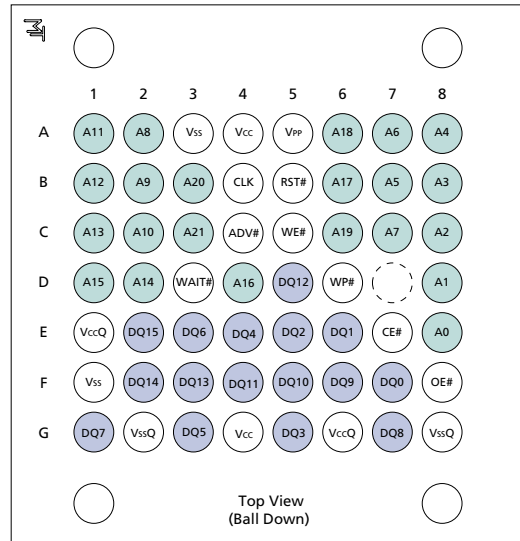 1 2 3 4 5 6 7 8
A A11 A8 Vss Vcc VPP A18 A6 A4
B A12 A9 A20 CLK RST# A17 A5 A3
C A13 A10 A21 ADV# WE# A19 A7 A2
D A15 A14 WAIT# A16 DQ12 WP# A1
E VccQ DQ15 DQ6 DQ4 DQ2 DQ1 CE# A0
F Vss DQ14 DQ13 DQ11 DQ10 DQ9 DQ0 OE#
G DQ7 VssQ DQ5 Vcc DQ3 VccQ DQ8 VssQ
Top View
(Ball Down)